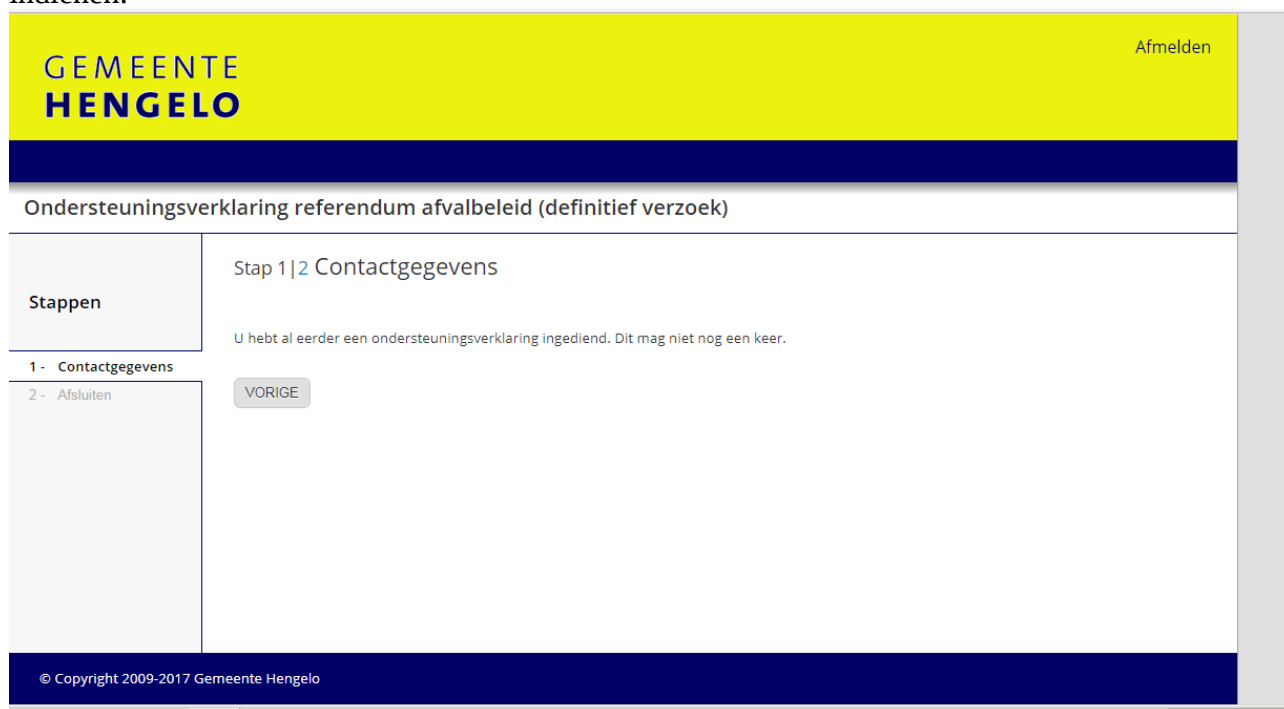 Afmelden
GEMEENTE
HENGELO
Ondersteuningsverklaring referendum afvalbeleid (definitief verzoek)
Stappen
1 - Contactgegevens
2 - Afsluiten
Stap 1|2 Contactgegevens
U hebt al eerder een ondersteuningsverklaring ingediend. Dit mag niet nog een keer.
VORIGE
© Copyright 2009-2017 Gemeente Hengelo